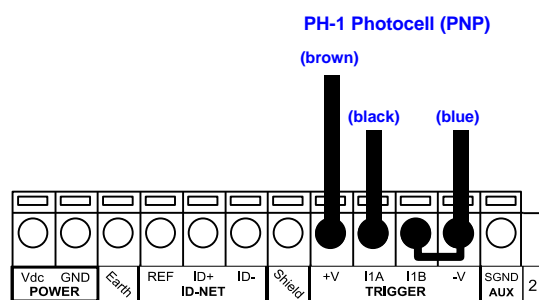 PH-1 Photocell (PNP)
(brown)
(black) (blue)
Vdc GND Earth REF ID+ ID- Shield +V I1A I1B -V SGND 2
POWER ID-NET TRIGGER AUX